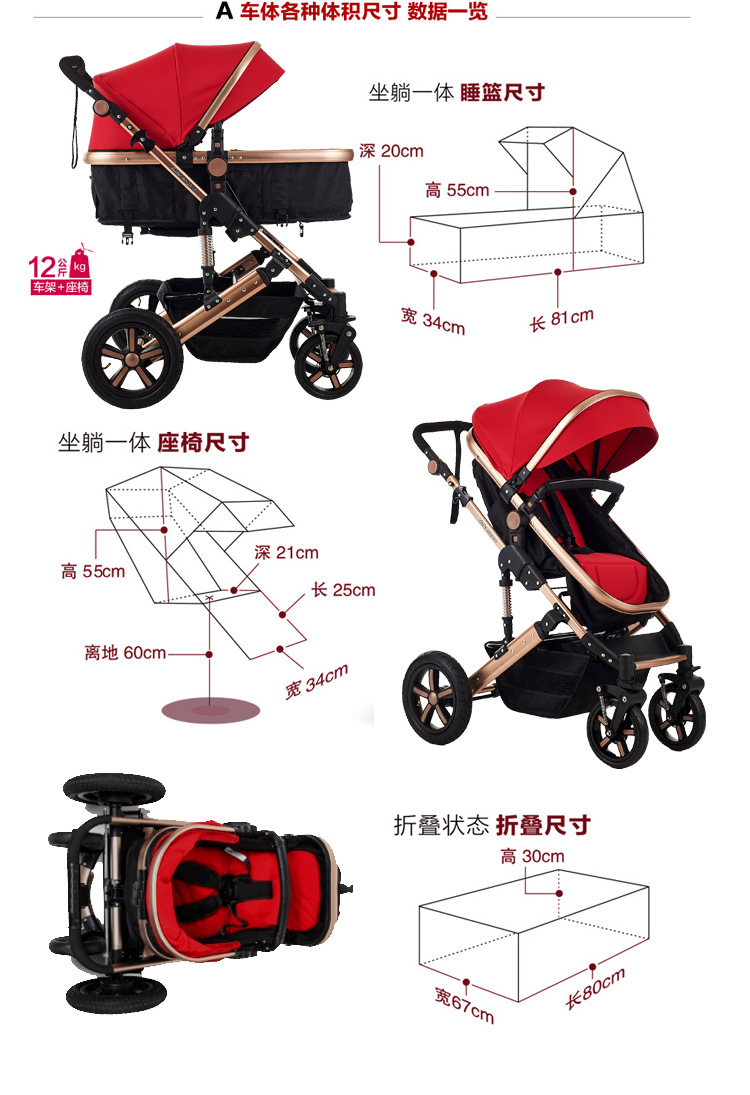 A 车体各种体积尺寸 数据一览
坐躺一体 睡篮尺寸
深 20cm
高 55cm
宽 34cm
长 81cm
12公斤 kg
车架+座椅
坐躺一体 座椅尺寸
高 55cm
深 21cm
长 25cm
离地 60cm
宽 34cm
折叠状态 折叠尺寸
高 30cm
宽67cm
长80cm